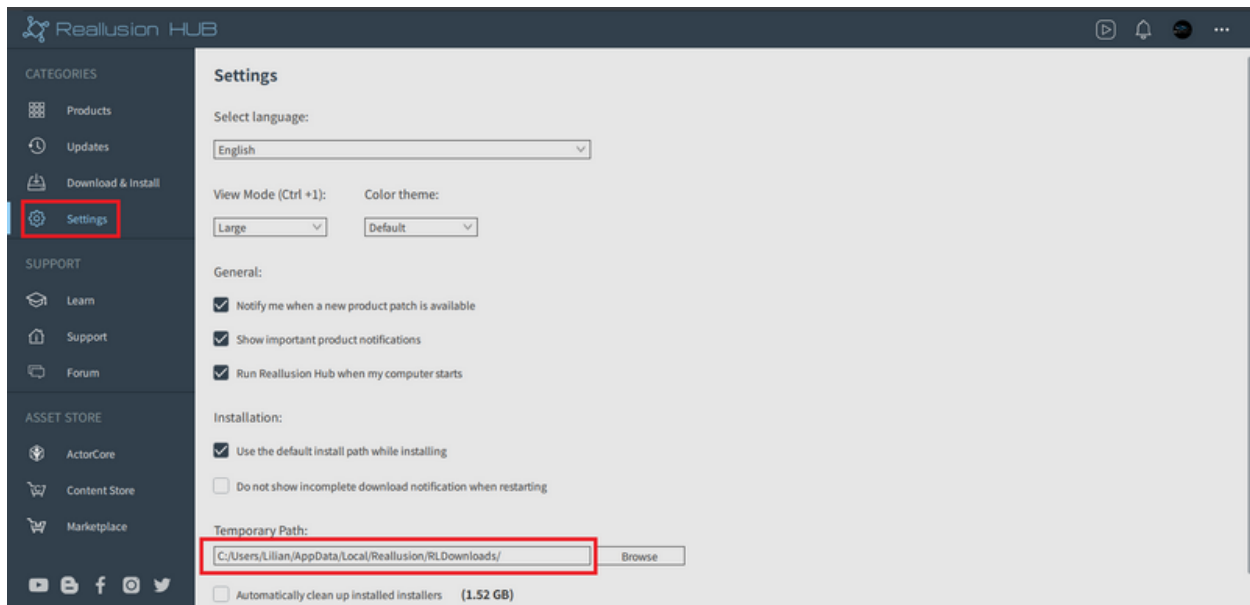 Reallusion HUB
CATEGORIES
Products
Updates
Download & Install
Settings
SUPPORT
Learn
Support
Forum
ASSET STORE
ActorCore
Content Store
Marketplace
Settings
Select language:
English
View Mode (Ctrl +1): Color theme:
Large Default
General:
Notify me when a new product patch is available
Show important product notifications
Run Reallusion Hub when my computer starts
Installation:
Use the default install path while installing
Do not show incomplete download notification when restarting
Temporary Path:
C:/Users/Lilian/AppData/Local/Reallusion/RLDownloads/ Browse
Automatically clean up installed installers (1.52 GB)